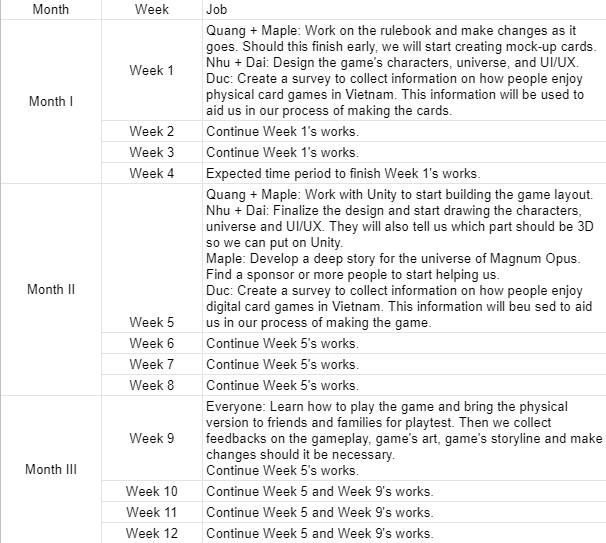 Month Week Job
Month I
Week 1
Quang + Maple: Work on the rulebook and make changes as it
goes. Should this finish early, we will start creating mock-up cards.
Nhu + Dai: Design the game's characters, universe, and UI/UX.
Duc: Create a survey to collect information on how people enjoy
physical card games in Vietnam. This information will be used to
aid us in our process of making the cards.
Week 2 Continue Week 1's works.
Week 3 Continue Week 1's works.
Week 4 Expected time period to finish Week 1's works.
Month II
Week 5
Quang + Maple: Work with Unity to start building the game layout.
Nhu + Dai: Finalize the design and start drawing the characters,
universe and UI/UX. They will also tell us which part should be 3D
so we can put on Unity.
Maple: Develop a deep story for the universe of Magnum Opus.
Find a sponsor or more people to start helping us.
Duc: Create a survey to collect information on how people enjoy
digital card games in Vietnam. This information will beu sed to aid
us in our process of making the game.
Week 6 Continue Week 5's works.
Week 7 Continue Week 5's works.
Week 8 Continue Week 5's works.
Month III
Week 9
Everyone: Learn how to play the game and bring the physical
version to friends and families for playtest. Then we collect
feedbacks on the gameplay, game's art, game's storyline and make
changes should it be necessary.
Continue Week 5's works.
Week 10 Continue Week 5 and Week 9's works.
Week 11 Continue Week 5 and Week 9's works.
Week 12 Continue Week 5 and Week 9's works.